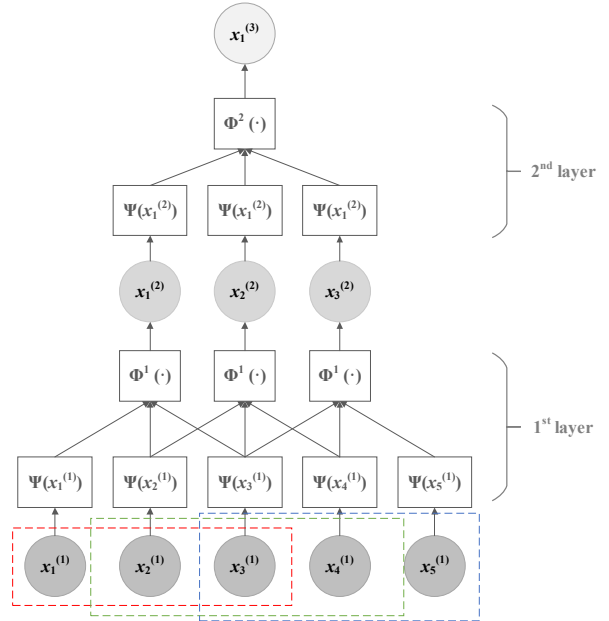 x₁⁽³⁾
Φ² (·)
2ⁿᵈ layer
Ψ(x₁⁽²⁾) Ψ(x₁⁽²⁾) Ψ(x₁⁽²⁾)
x₁⁽²⁾ x₂⁽²⁾ x₃⁽²⁾
Φ¹ (·) Φ¹ (·) Φ¹ (·)
1ˢᵗ layer
Ψ(x₁⁽¹⁾) Ψ(x₂⁽¹⁾) Ψ(x₃⁽¹⁾) Ψ(x₄⁽¹⁾) Ψ(x₅⁽¹⁾)
x₁⁽¹⁾ x₂⁽¹⁾ x₃⁽¹⁾ x₄⁽¹⁾ x₅⁽¹⁾